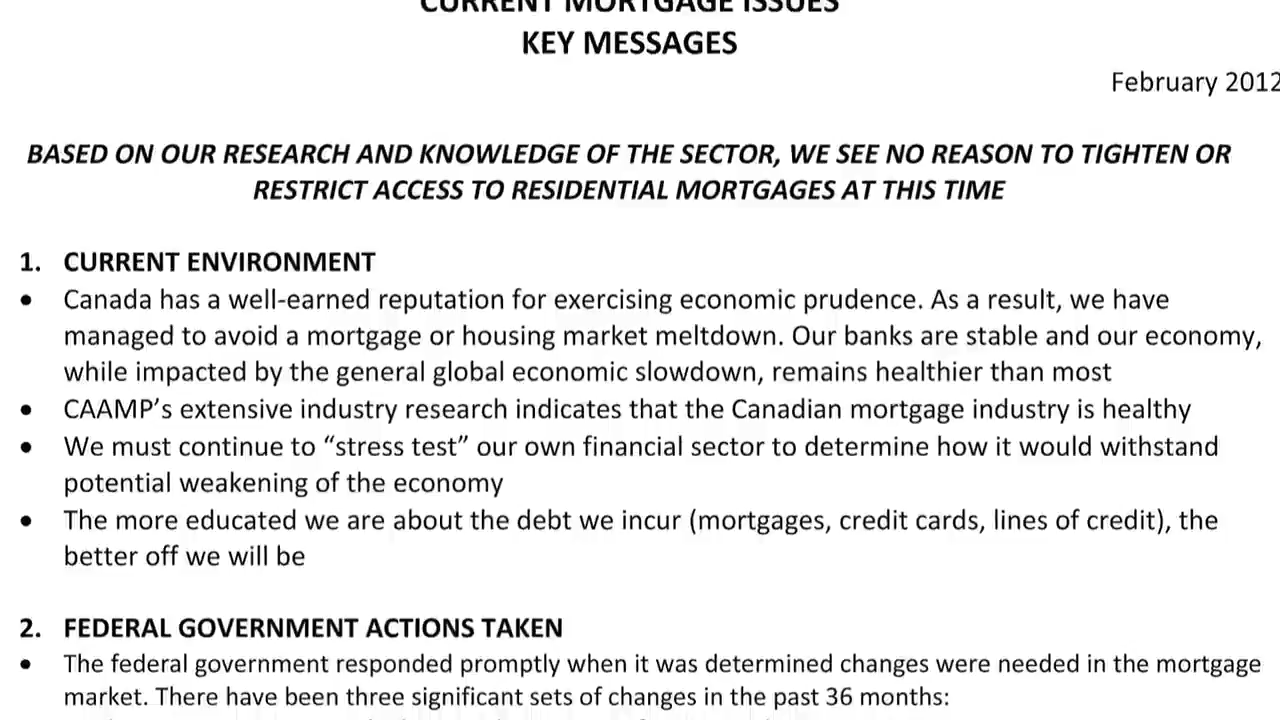 CURRENT MORTGAGE ISSUES
KEY MESSAGES
February 2012
BASED ON OUR RESEARCH AND KNOWLEDGE OF THE SECTOR, WE SEE NO REASON TO TIGHTEN OR
RESTRICT ACCESS TO RESIDENTIAL MORTGAGES AT THIS TIME
1. CURRENT ENVIRONMENT
• Canada has a well-earned reputation for exercising economic prudence. As a result, we have
managed to avoid a mortgage or housing market meltdown. Our banks are stable and our economy,
while impacted by the general global economic slowdown, remains healthier than most
• CAAMP’s extensive industry research indicates that the Canadian mortgage industry is healthy
• We must continue to “stress test” our own financial sector to determine how it would withstand
potential weakening of the economy
• The more educated we are about the debt we incur (mortgages, credit cards, lines of credit), the
better off we will be
2. FEDERAL GOVERNMENT ACTIONS TAKEN
• The federal government responded promptly when it was determined changes were needed in the mortgage
market. There have been three significant sets of changes in the past 36 months: